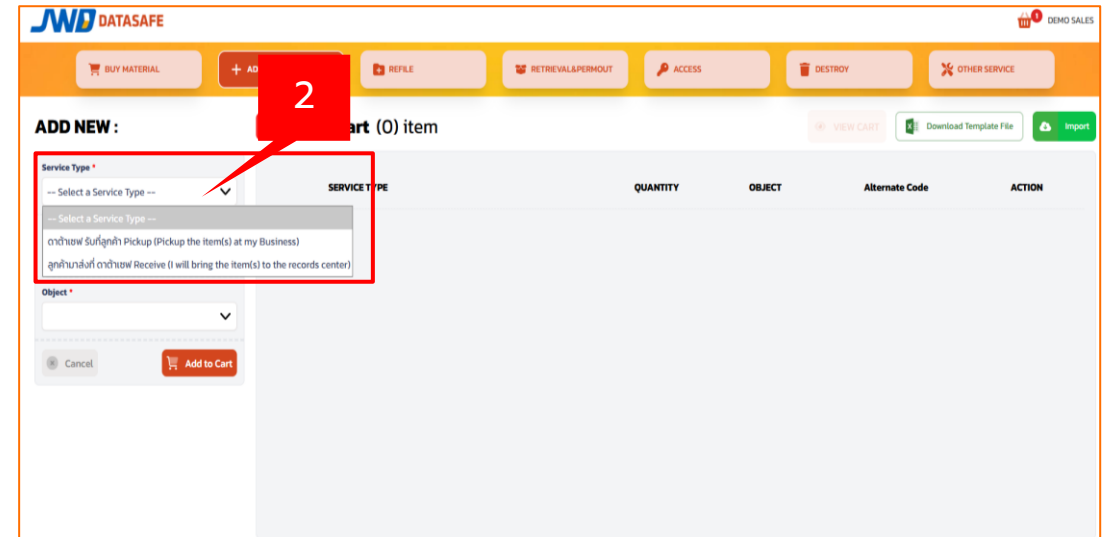 JWD DATASAFE
1
DEMO SALES
BUY MATERIAL
+ AD
REFILE
RETRIEVAL&PERMOUT
ACCESS
DESTROY
OTHER SERVICE
2
ADD NEW :
art (0) item
VIEW CART
Download Template File
Import
Service Type *
-- Select a Service Type --
SERVICE TYPE
QUANTITY
OBJECT
Alternate Code
ACTION
-- Select a Service Type --
ดาต้าเซฟ รับที่ลูกค้า Pickup (Pickup the item(s) at my Business)
ลูกค้ามาส่งที่ ดาต้าเซฟ Receive (I will bring the item(s) to the records center)
Object *
Cancel
Add to Cart